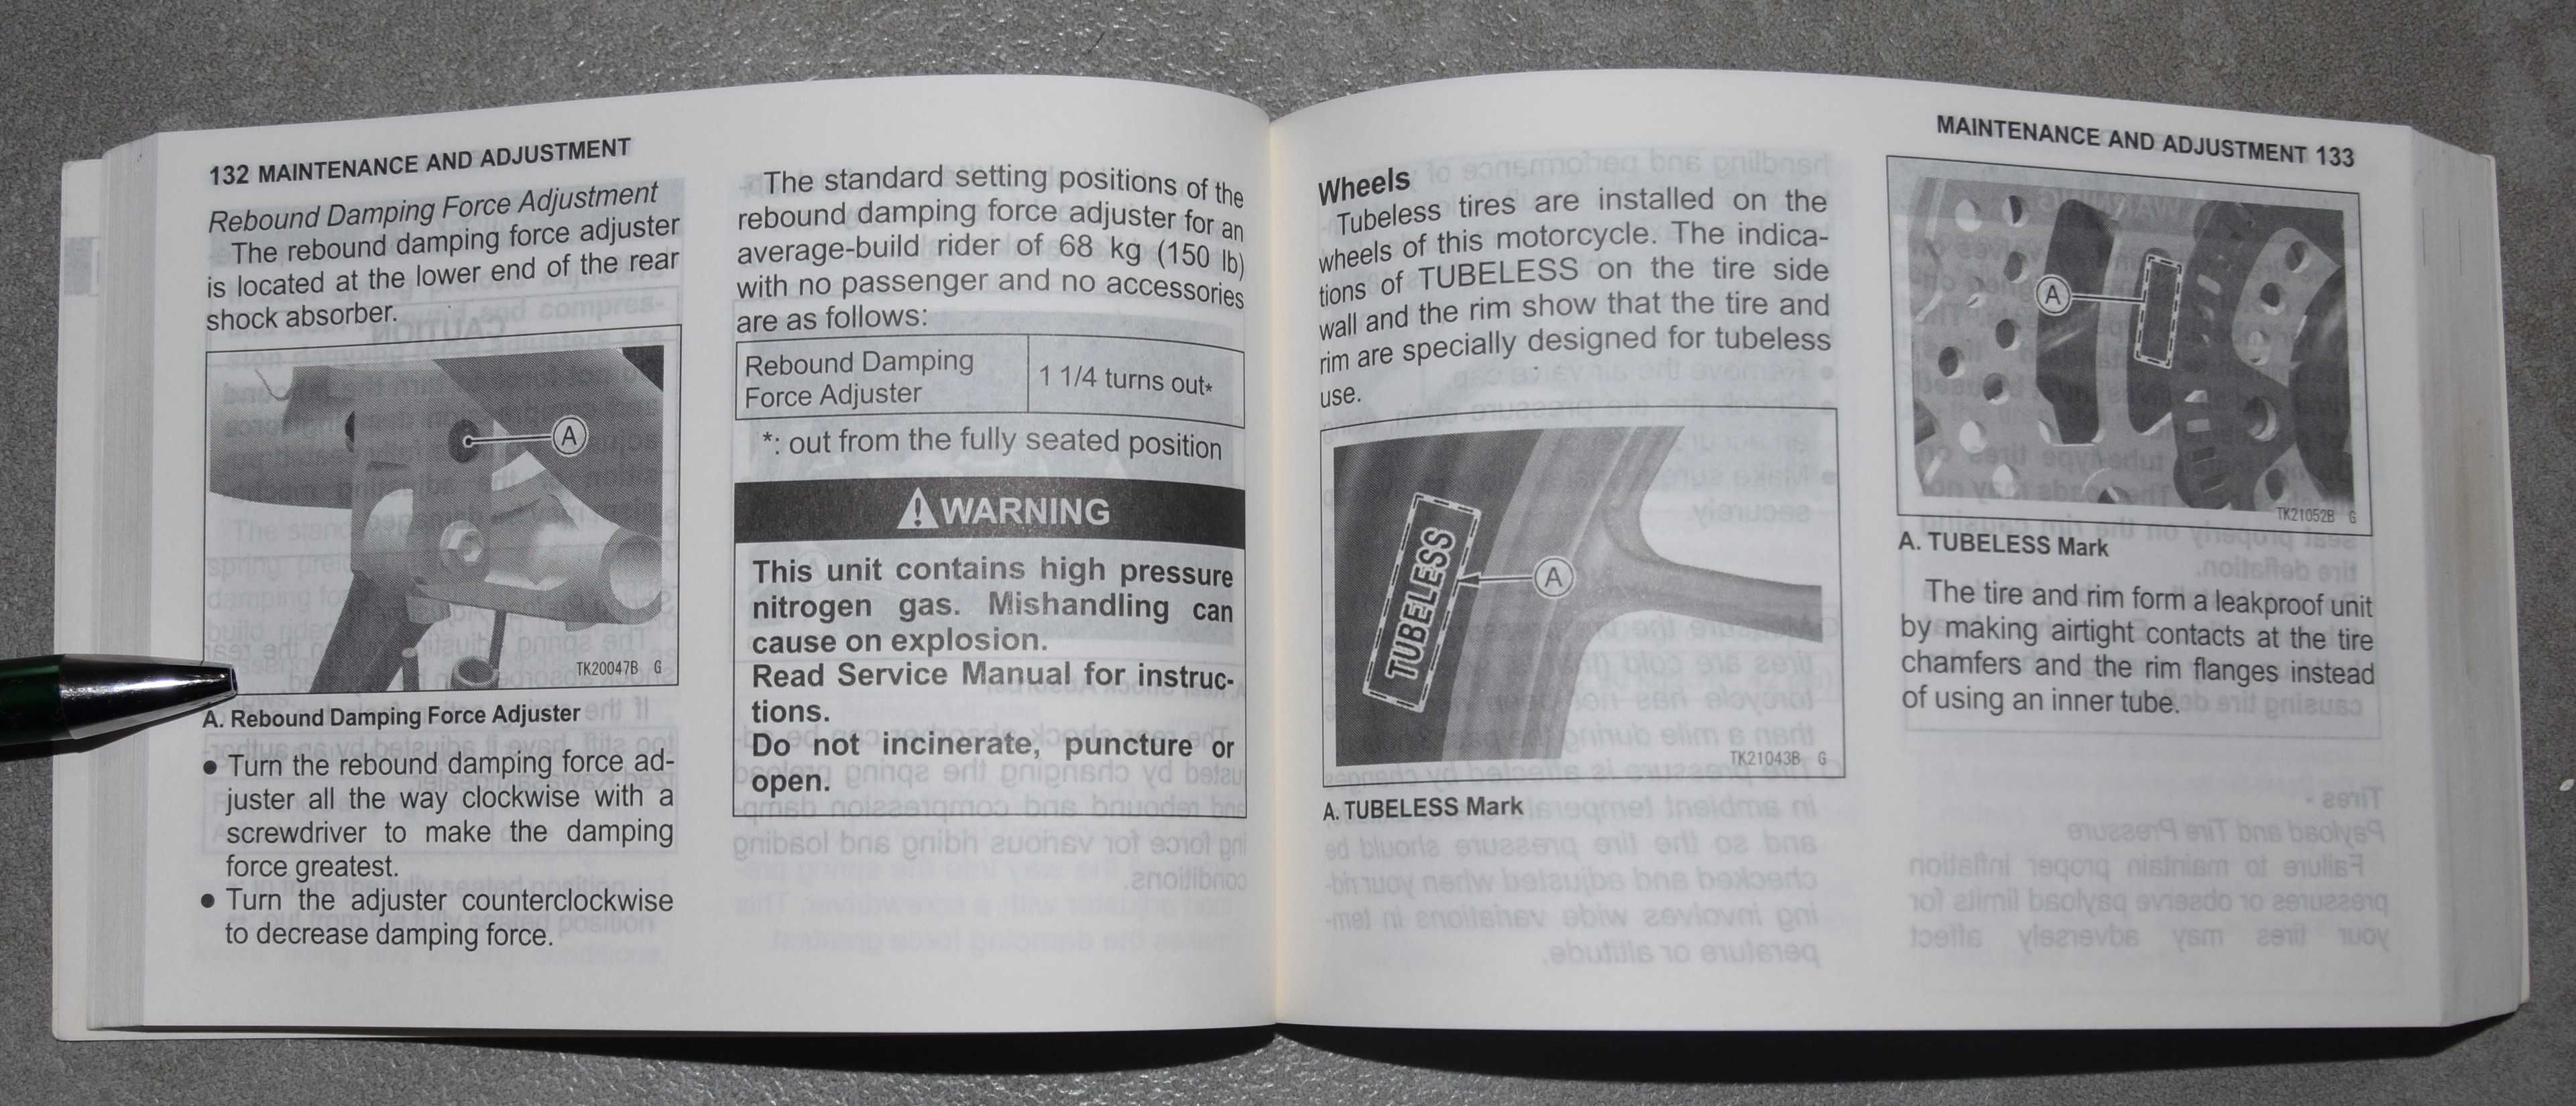 132 MAINTENANCE AND ADJUSTMENT
Rebound Damping Force Adjustment
The rebound damping force adjuster
is located at the lower end of the rear
shock absorber.
A
TK20047B G
A. Rebound Damping Force Adjuster
● Turn the rebound damping force ad-
juster all the way clockwise with a
screwdriver to make the damping
force greatest.
● Turn the adjuster counterclockwise
to decrease damping force.
The standard setting positions of the
rebound damping force adjuster for an
average-build rider of 68 kg (150 lb)
with no passenger and no accessories
are as follows:
Rebound Damping
Force Adjuster
1 1/4 turns out*
*: out from the fully seated position
WARNING
This unit contains high pressure
nitrogen gas. Mishandling can
cause on explosion.
Read Service Manual for instruc-
tions.
Do not incinerate, puncture or
open.
Wheels
Tubeless tires are installed on the
wheels of this motorcycle. The indica-
tions of TUBELESS on the tire side
wall and the rim show that the tire and
rim are specially designed for tubeless
use.
TUBELESS
A
TK21043B G
A. TUBELESS Mark
MAINTENANCE AND ADJUSTMENT 133
A
TK21052B G
A. TUBELESS Mark
The tire and rim form a leakproof unit
by making airtight contacts at the tire
chamfers and the rim flanges instead
of using an inner tube.